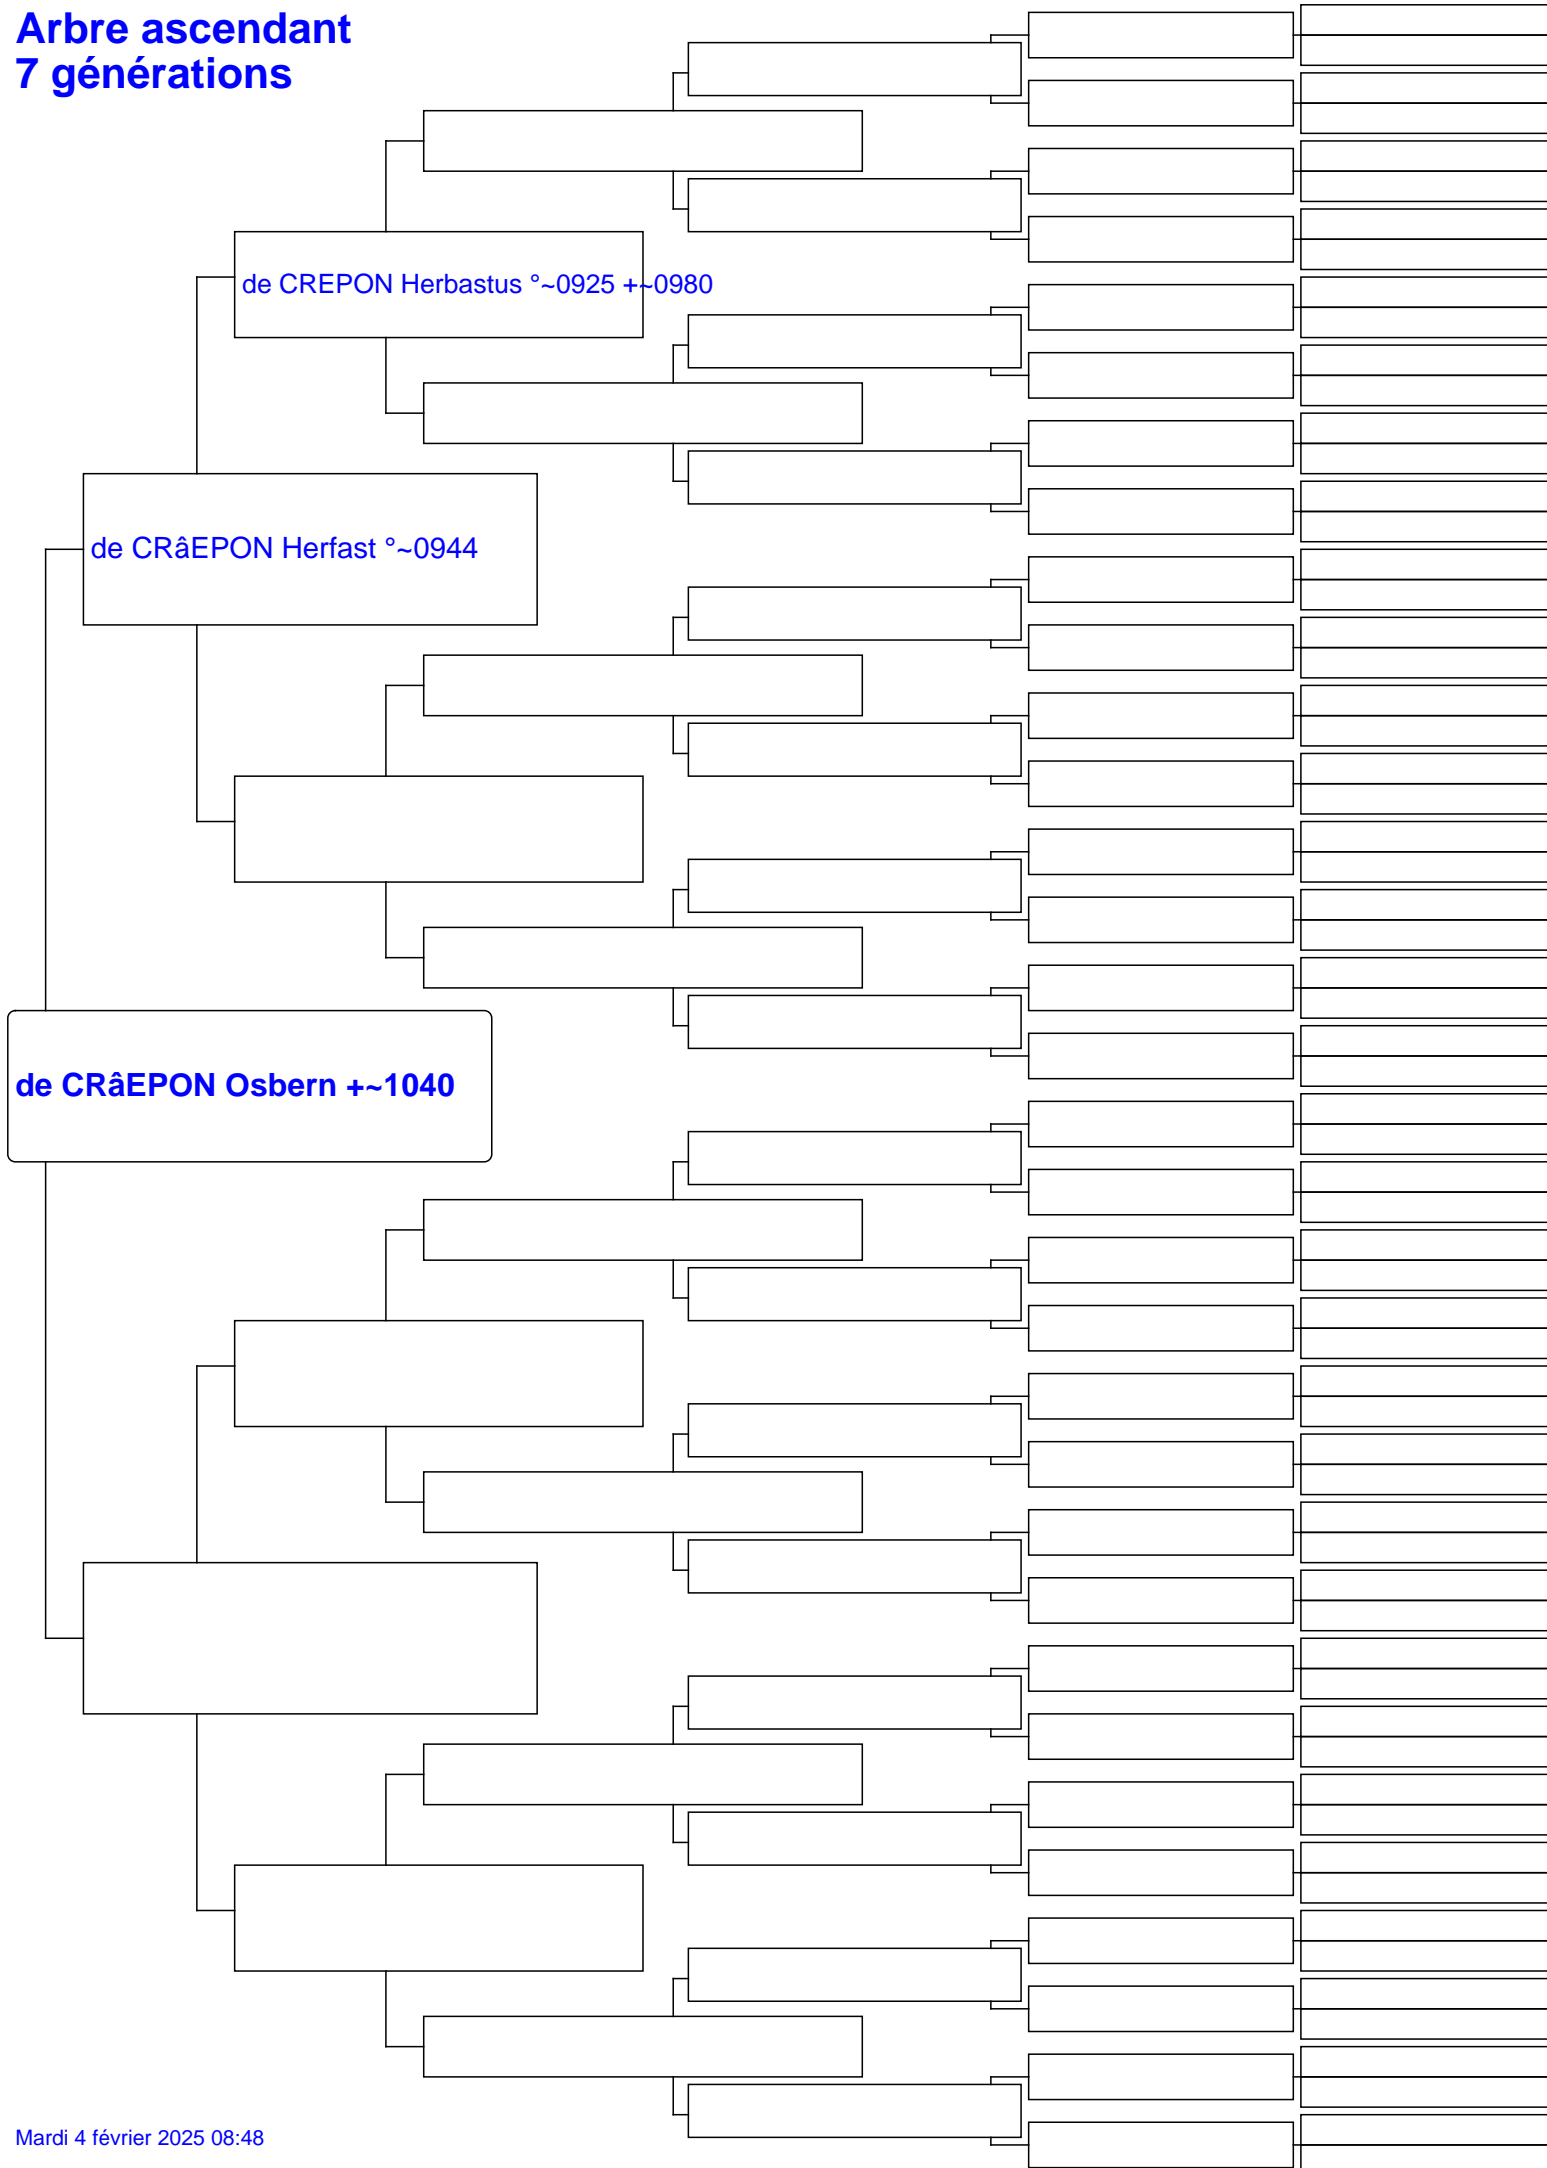 Arbre ascendant
7 générations
de CREPON Herbastus °~0925 +~0980
de CRâEPON Herfast °~0944
de CRâEPON Osbern +~1040
Mardi 4 février 2025 08:48